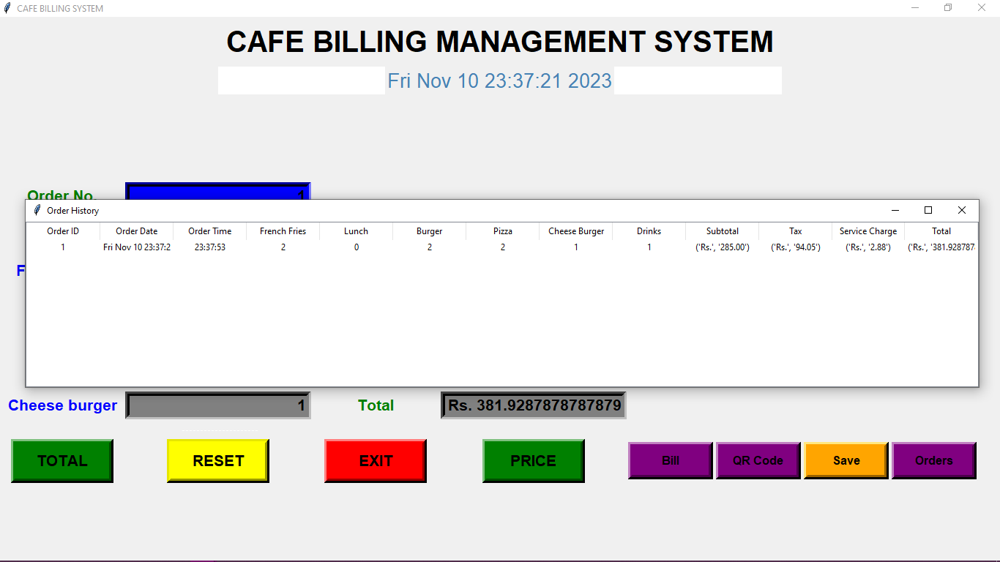 CAFE BILLING SYSTEM
CAFE BILLING MANAGEMENT SYSTEM
Fri Nov 10 23:37:21 2023
Order No. 1
Order History
Order ID Order Date Order Time French Fries Lunch Burger Pizza Cheese Burger Drinks Subtotal Tax Service Charge Total
1 Fri Nov 10 23:37:2 23:37:53 2 0 2 2 1 1 ('Rs.', '285.00') ('Rs.', '94.05') ('Rs.', '2.88') ('Rs.', '381.928787
F
Cheese burger 1 Total Rs. 381.9287878787879
TOTAL RESET EXIT PRICE Bill QR Code Save Orders